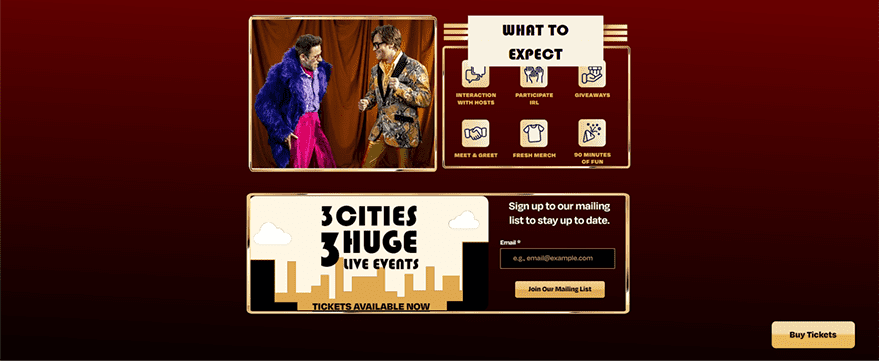 WHAT TO
EXPECT
INTERACTION
WITH HOSTS
PARTICIPATE
IRL
GIVEAWAYS
MEET & GREET
FRESH MERCH
90 MINUTES
OF FUN
3 CITIES
3 HUGE
LIVE EVENTS
TICKETS AVAILABLE NOW
Sign up to our mailing
list to stay up to date.
Email *
e.g., email@example.com
Join Our Mailing List
Buy Tickets